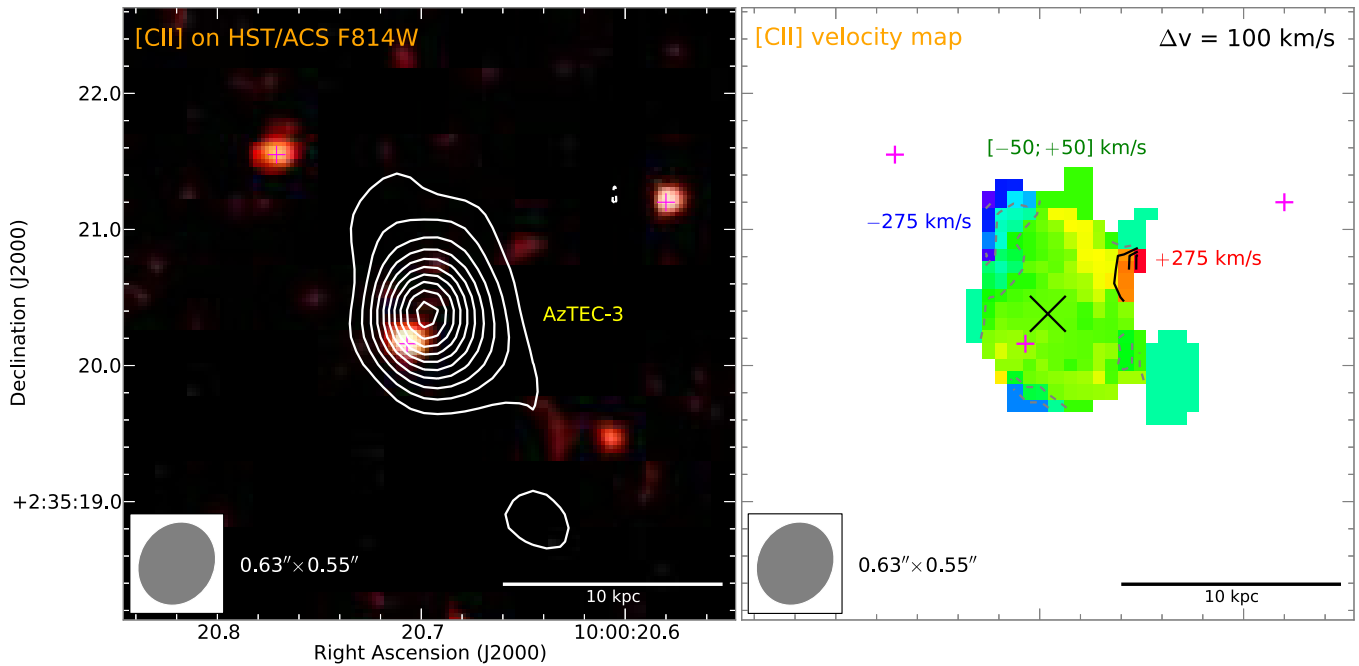 [CII] on HST/ACS F814W
[CII] velocity map
Δv = 100 km/s
22.0
21.0
20.0
+2:35:19.0
Declination (J2000)
AzTEC-3
[−50; +50] km/s
−275 km/s
+275 km/s
0.63″×0.55″
10 kpc
0.63″×0.55″
10 kpc
20.8
20.7
10:00:20.6
Right Ascension (J2000)